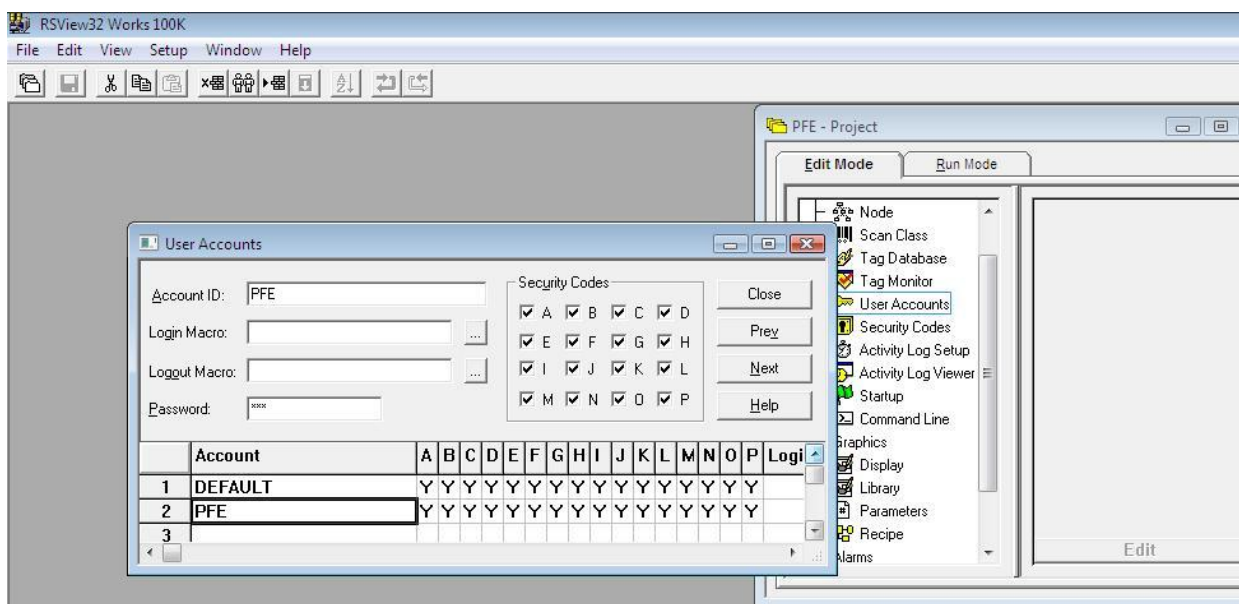 RSView32 Works 100K
File Edit View Setup Window Help
PFE - Project
Edit Mode Run Mode
Node
Scan Class
Tag Database
Tag Monitor
User Accounts
Security Codes
Activity Log Setup
Activity Log Viewer
Startup
Command Line
Graphics
Display
Library
Parameters
Recipe
Alarms
Edit
User Accounts
Account ID: PFE
Login Macro: ...
Logout Macro: ...
Password: ***
Security Codes
A B C D
E F G H
I J K L
M N O P
Close
Prev
Next
Help
Account A B C D E F G H I J K L M N O P Logi
1 DEFAULT Y Y Y Y Y Y Y Y Y Y Y Y Y Y Y Y
2 PFE Y Y Y Y Y Y Y Y Y Y Y Y Y Y Y Y
3